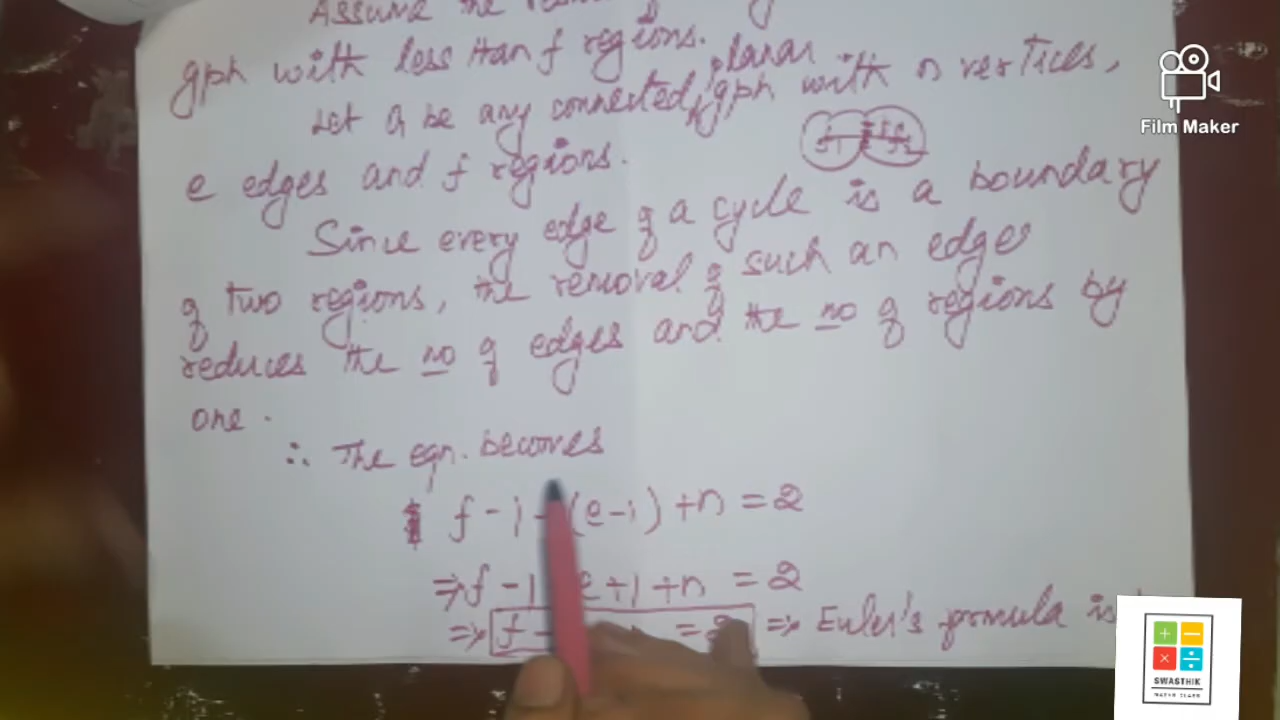 Assume the
gph with less than f regions.
Let G be any connected planar gph with n vertices,
e edges and f regions.
Since every edge of a cycle is a boundary
of two regions, the removal of such an edge
reduces the no of edges and the no of regions by
one.
∴ The eqn. becomes
f - 1 - (e-1) + n = 2
⇒ f - 1 e + 1 + n = 2
⇒ f - = 2 ⇒ Euler's formula is
Film Maker
+ −
× ÷
SWASTHIK